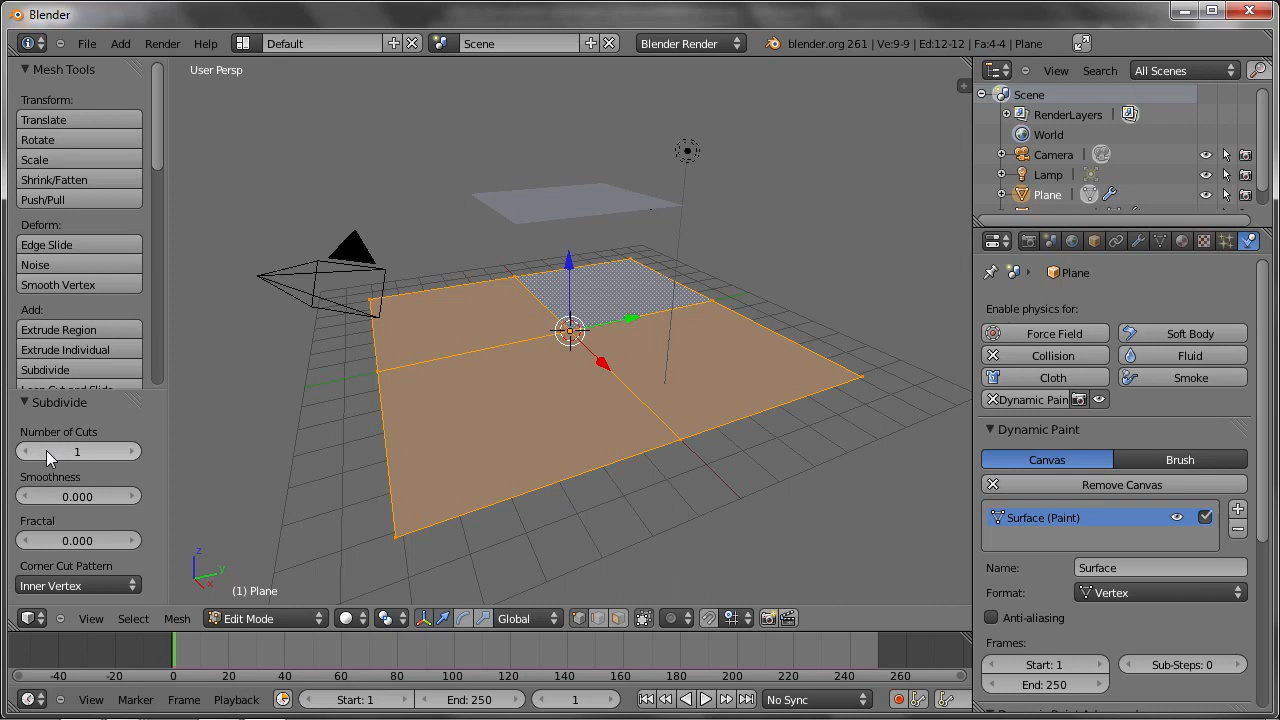 Blender
File Add Render Help Default Scene Blender Render blender.org 261 | Ve:9-9 | Ed:12-12 | Fa:4-4 | Plane
Mesh Tools
Transform:
Translate
Rotate
Scale
Shrink/Fatten
Push/Pull
Deform:
Edge Slide
Noise
Smooth Vertex
Add:
Extrude Region
Extrude Individual
Subdivide
Loop Cut and Slide
Subdivide
Number of Cuts
1
Smoothness
0.000
Fractal
0.000
Corner Cut Pattern
Inner Vertex
User Persp
z
y
x
(1) Plane
View Select Mesh Edit Mode Global
-40 -20 0 20 40 60 80 100 120 140 160 180 200 220 240 260
View Marker Frame Playback Start: 1 End: 250 1 No Sync
View Search All Scenes
Scene
RenderLayers
World
Camera
Lamp
Plane
Plane
Enable physics for:
Force Field Soft Body
Collision Fluid
Cloth Smoke
Dynamic Pain
Dynamic Paint
Canvas Brush
Remove Canvas
Surface (Paint)
Name: Surface
Format: Vertex
Anti-aliasing
Frames:
Start: 1 Sub-Steps: 0
End: 250